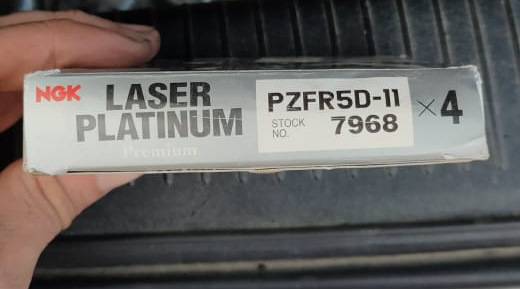 NGK LASER
PLATINUM
Premium
PZFR5D-11
STOCK NO. 7968
×4